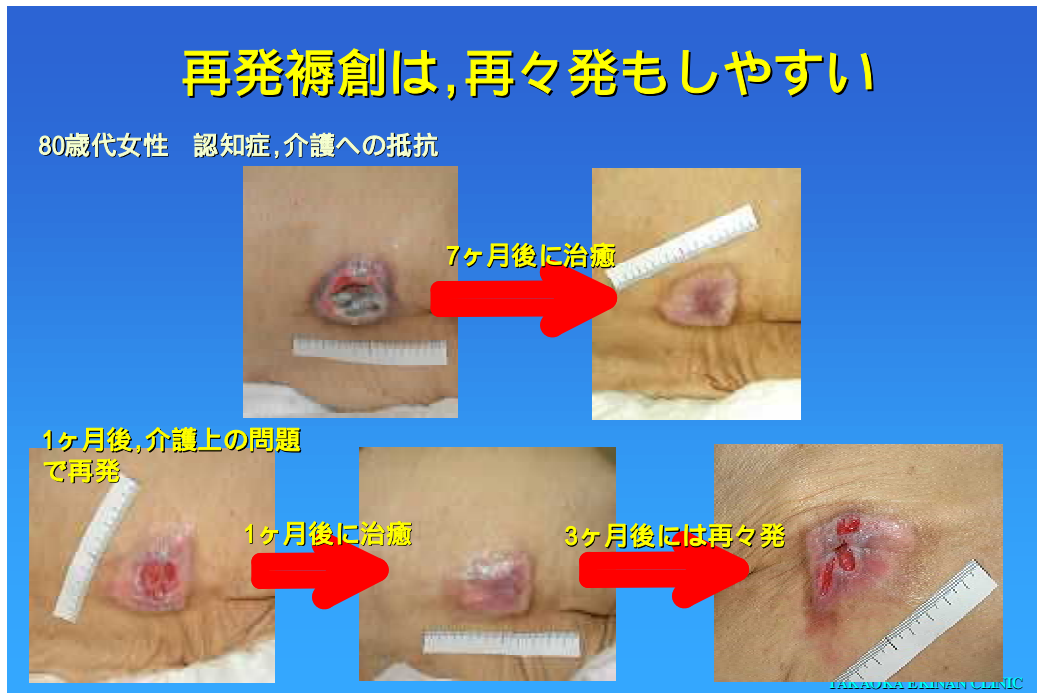 再発褥創は,再々発もしやすい
80歳代女性　認知症,介護への抵抗
7ヶ月後に治癒
1ヶ月後,介護上の問題
で再発
1ヶ月後に治癒
3ヶ月後には再々発
TAKAOKA EKINAN CLINIC